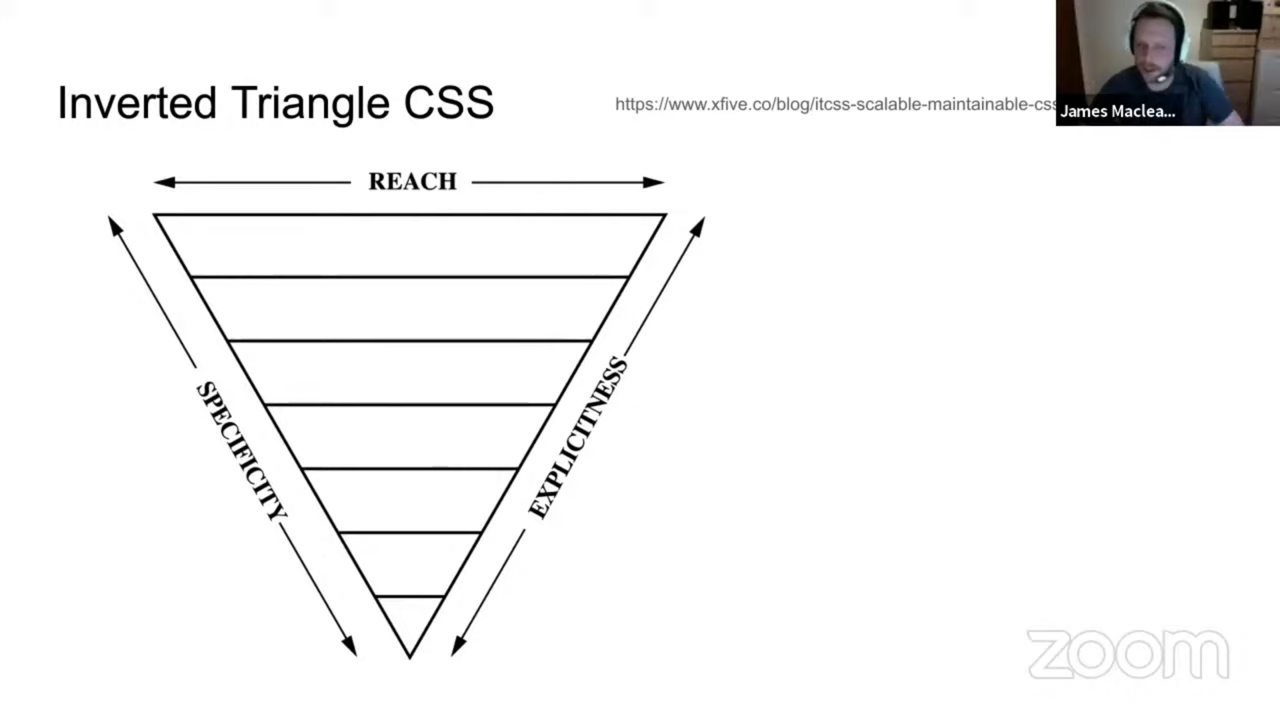 Inverted Triangle CSS
https://www.xfive.co/blog/itcss-scalable-maintainable-css
James Maclea...
REACH
SPECIFICITY
EXPLICITNESS
zoom